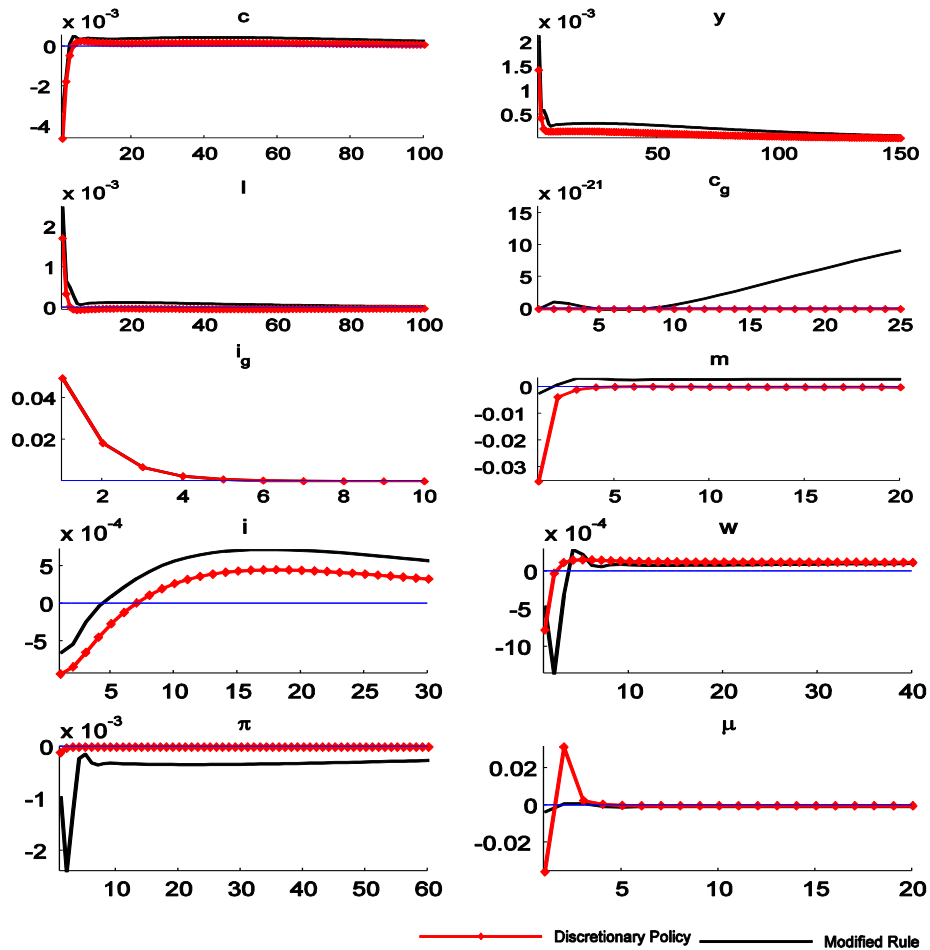 c
x 10⁻³
0
-2
-4
20 40 60 80 100
y
x 10⁻³
2
1.5
1
0.5
50 100 150
l
x 10⁻³
2
1
0
20 40 60 80 100
c_g
x 10⁻²¹
15
10
5
0
5 10 15 20 25
i_g
0.04
0.02
2 4 6 8 10
m
0
-0.01
-0.02
-0.03
5 10 15 20
i
x 10⁻⁴
5
0
-5
5 10 15 20 25 30
w
x 10⁻⁴
0
-5
-10
10 20 30 40
π
x 10⁻³
0
-1
-2
10 20 30 40 50 60
μ
0.02
0
-0.02
5 10 15 20
Discretionary Policy Modified Rule